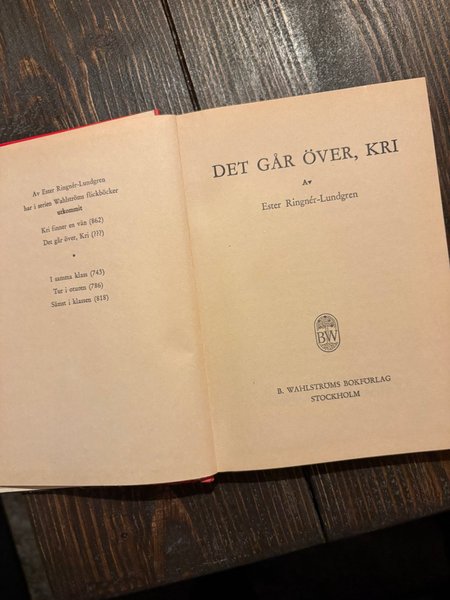 Av Ester Ringnér-Lundgren
har i serien Wahlströms flickböcker
utkommit
Kri finner en vän (862)
Det går över, Kri (???)
*
I samma klass (743)
Tur i oturen (786)
Sämst i klassen (818)
DET GÅR ÖVER, KRI
Av
Ester Ringnér-Lundgren
BW
B. WAHLSTRÖMS BOKFÖRLAG
STOCKHOLM